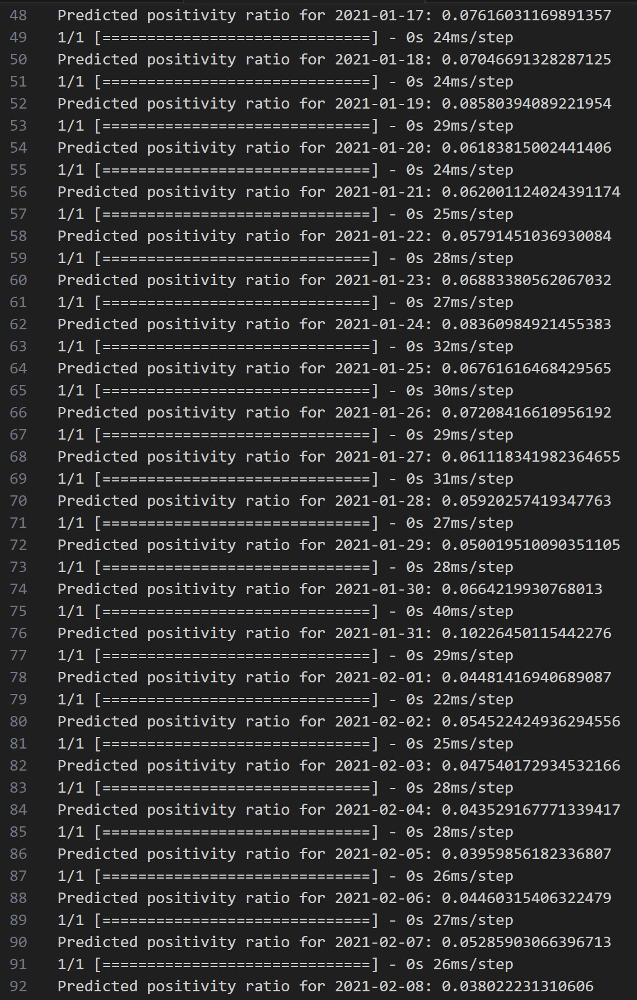 48 Predicted positivity ratio for 2021-01-17: 0.07616031169891357
49 1/1 [==============================] - 0s 24ms/step
50 Predicted positivity ratio for 2021-01-18: 0.07046691328287125
51 1/1 [==============================] - 0s 24ms/step
52 Predicted positivity ratio for 2021-01-19: 0.08580394089221954
53 1/1 [==============================] - 0s 29ms/step
54 Predicted positivity ratio for 2021-01-20: 0.06183815002441406
55 1/1 [==============================] - 0s 24ms/step
56 Predicted positivity ratio for 2021-01-21: 0.062001124024391174
57 1/1 [==============================] - 0s 25ms/step
58 Predicted positivity ratio for 2021-01-22: 0.05791451036930084
59 1/1 [==============================] - 0s 28ms/step
60 Predicted positivity ratio for 2021-01-23: 0.06883380562067032
61 1/1 [==============================] - 0s 27ms/step
62 Predicted positivity ratio for 2021-01-24: 0.08360984921455383
63 1/1 [==============================] - 0s 32ms/step
64 Predicted positivity ratio for 2021-01-25: 0.06761616468429565
65 1/1 [==============================] - 0s 30ms/step
66 Predicted positivity ratio for 2021-01-26: 0.07208416610956192
67 1/1 [==============================] - 0s 29ms/step
68 Predicted positivity ratio for 2021-01-27: 0.061118341982364655
69 1/1 [==============================] - 0s 31ms/step
70 Predicted positivity ratio for 2021-01-28: 0.05920257419347763
71 1/1 [==============================] - 0s 27ms/step
72 Predicted positivity ratio for 2021-01-29: 0.050019510090351105
73 1/1 [==============================] - 0s 28ms/step
74 Predicted positivity ratio for 2021-01-30: 0.0664219930768013
75 1/1 [==============================] - 0s 40ms/step
76 Predicted positivity ratio for 2021-01-31: 0.10226450115442276
77 1/1 [==============================] - 0s 29ms/step
78 Predicted positivity ratio for 2021-02-01: 0.04481416940689087
79 1/1 [==============================] - 0s 22ms/step
80 Predicted positivity ratio for 2021-02-02: 0.054522424936294556
81 1/1 [==============================] - 0s 25ms/step
82 Predicted positivity ratio for 2021-02-03: 0.047540172934532166
83 1/1 [==============================] - 0s 28ms/step
84 Predicted positivity ratio for 2021-02-04: 0.043529167771339417
85 1/1 [==============================] - 0s 28ms/step
86 Predicted positivity ratio for 2021-02-05: 0.03959856182336807
87 1/1 [==============================] - 0s 26ms/step
88 Predicted positivity ratio for 2021-02-06: 0.04460315406322479
89 1/1 [==============================] - 0s 27ms/step
90 Predicted positivity ratio for 2021-02-07: 0.05285903066396713
91 1/1 [==============================] - 0s 26ms/step
92 Predicted positivity ratio for 2021-02-08: 0.038022231310606